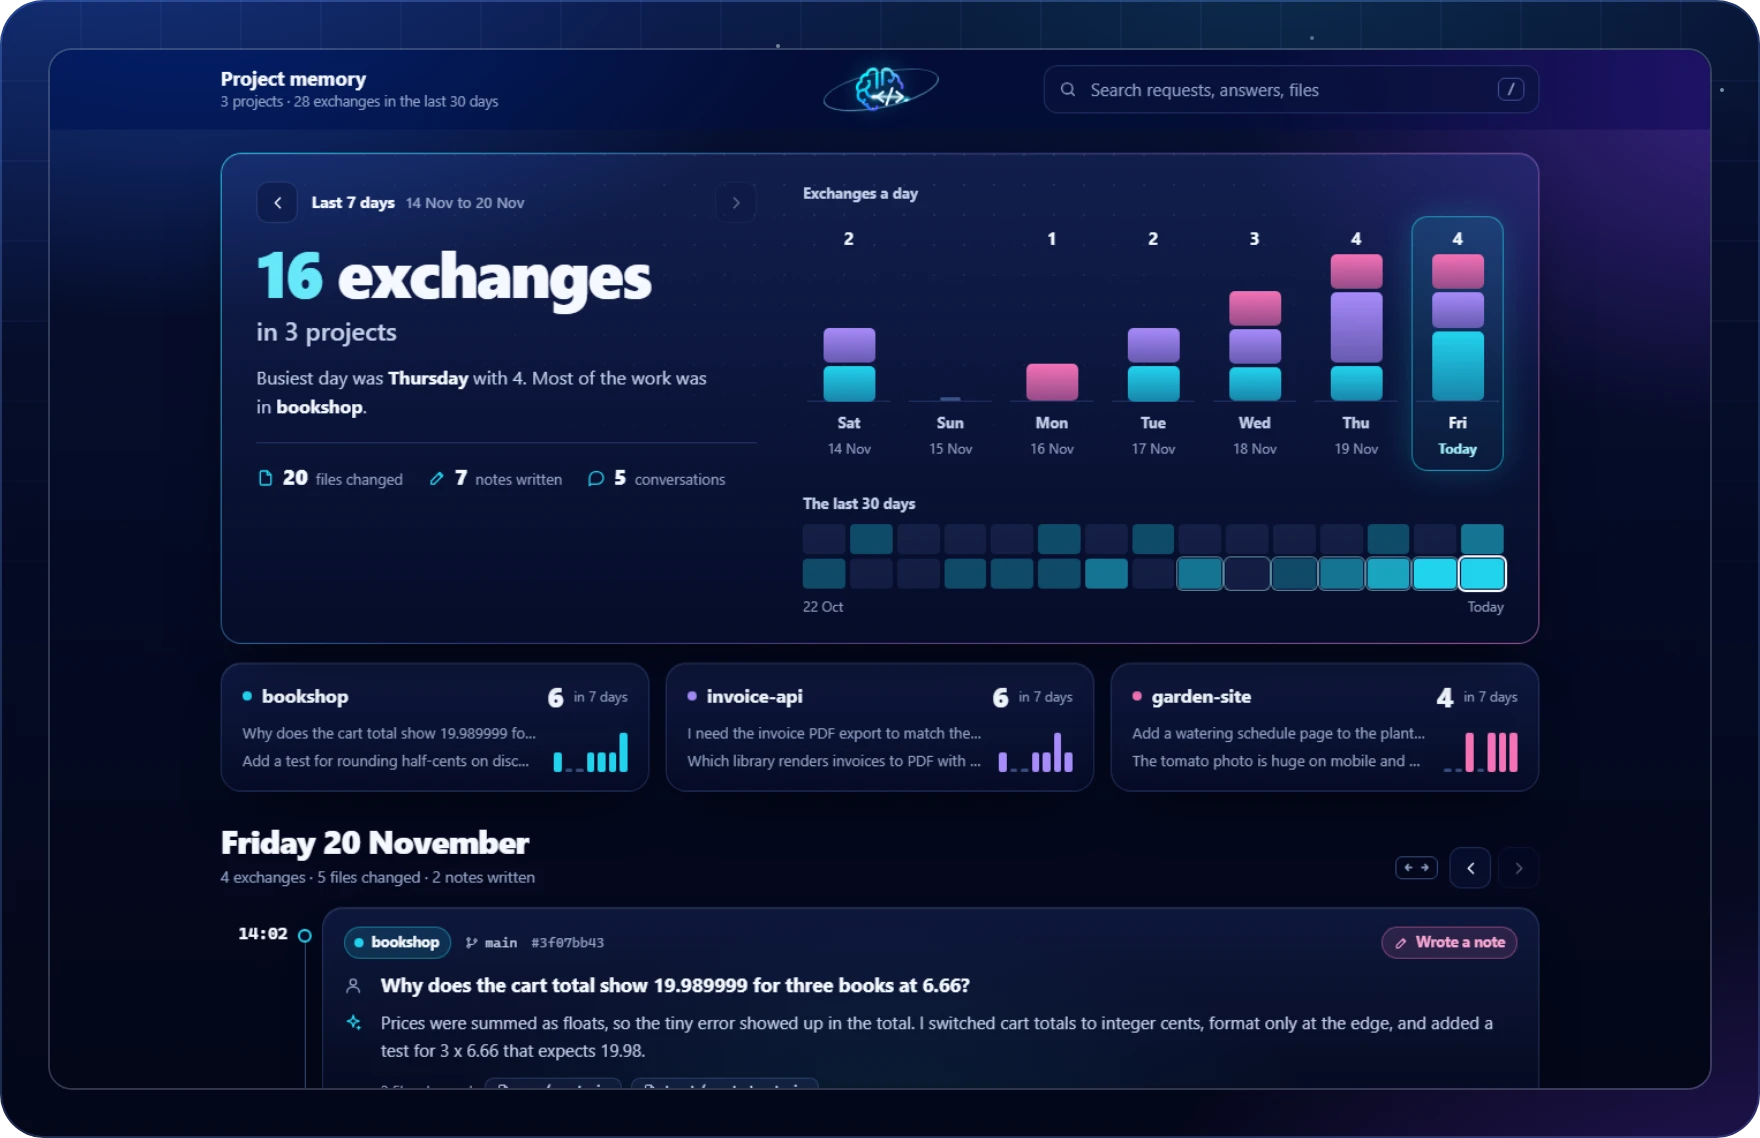 Project memory
3 projects · 28 exchanges in the last 30 days
</>
Search requests, answers, files
/
Last 7 days 14 Nov to 20 Nov
16 exchanges
in 3 projects
Busiest day was Thursday with 4. Most of the work was
in bookshop.
20 files changed 7 notes written 5 conversations
Exchanges a day
2 1 2 3 4 4
Sat Sun Mon Tue Wed Thu Fri
14 Nov 15 Nov 16 Nov 17 Nov 18 Nov 19 Nov Today
The last 30 days
22 Oct Today
bookshop 6 in 7 days
Why does the cart total show 19.989999 fo...
Add a test for rounding half-cents on disc...
invoice-api 6 in 7 days
I need the invoice PDF export to match the...
Which library renders invoices to PDF with ...
garden-site 4 in 7 days
Add a watering schedule page to the plant...
The tomato photo is huge on mobile and ...
Friday 20 November
4 exchanges · 5 files changed · 2 notes written
14:02
bookshop main #3f07bb43 Wrote a note
Why does the cart total show 19.989999 for three books at 6.66?
Prices were summed as floats, so the tiny error showed up in the total. I switched cart totals to integer cents, format only at the edge, and added a
test for 3 x 6.66 that expects 19.98.